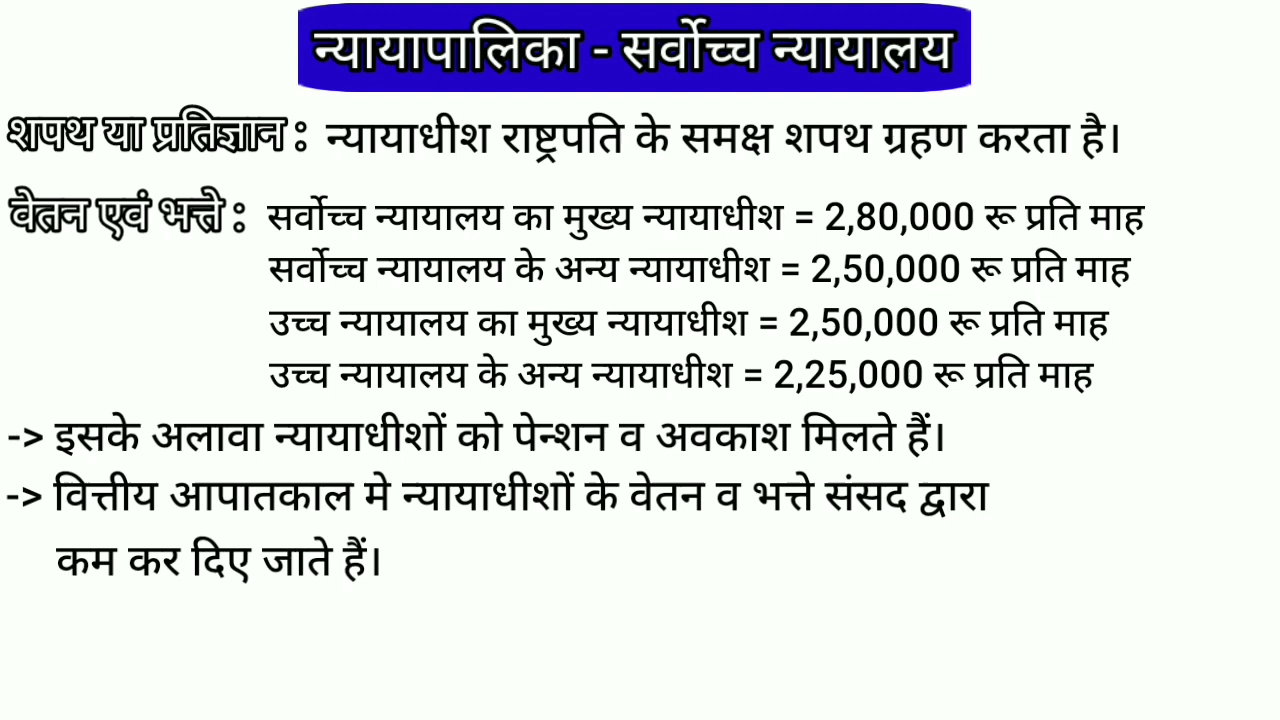 न्यायापालिका - सर्वोच्च न्यायालय
शपथ या प्रतिज्ञान : न्यायाधीश राष्ट्रपति के समक्ष शपथ ग्रहण करता है।
वेतन एवं भत्ते : सर्वोच्च न्यायालय का मुख्य न्यायाधीश = 2,80,000 रू प्रति माह
सर्वोच्च न्यायालय के अन्य न्यायाधीश = 2,50,000 रू प्रति माह
उच्च न्यायालय का मुख्य न्यायाधीश = 2,50,000 रू प्रति माह
उच्च न्यायालय के अन्य न्यायाधीश = 2,25,000 रू प्रति माह
-> इसके अलावा न्यायाधीशों को पेन्शन व अवकाश मिलते हैं।
-> वित्तीय आपातकाल मे न्यायाधीशों के वेतन व भत्ते संसद द्वारा
कम कर दिए जाते हैं।